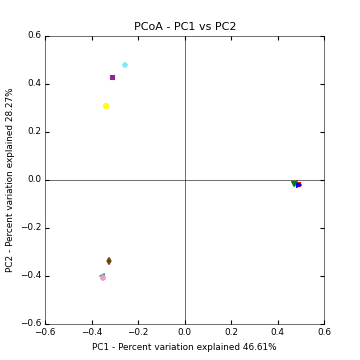 PCoA - PC1 vs PC2
0.6
0.4
0.2
0.0
−0.2
−0.4
−0.6
PC2 - Percent variation explained 28.27%
−0.6 −0.4 −0.2 0.0 0.2 0.4 0.6
PC1 - Percent variation explained 46.61%